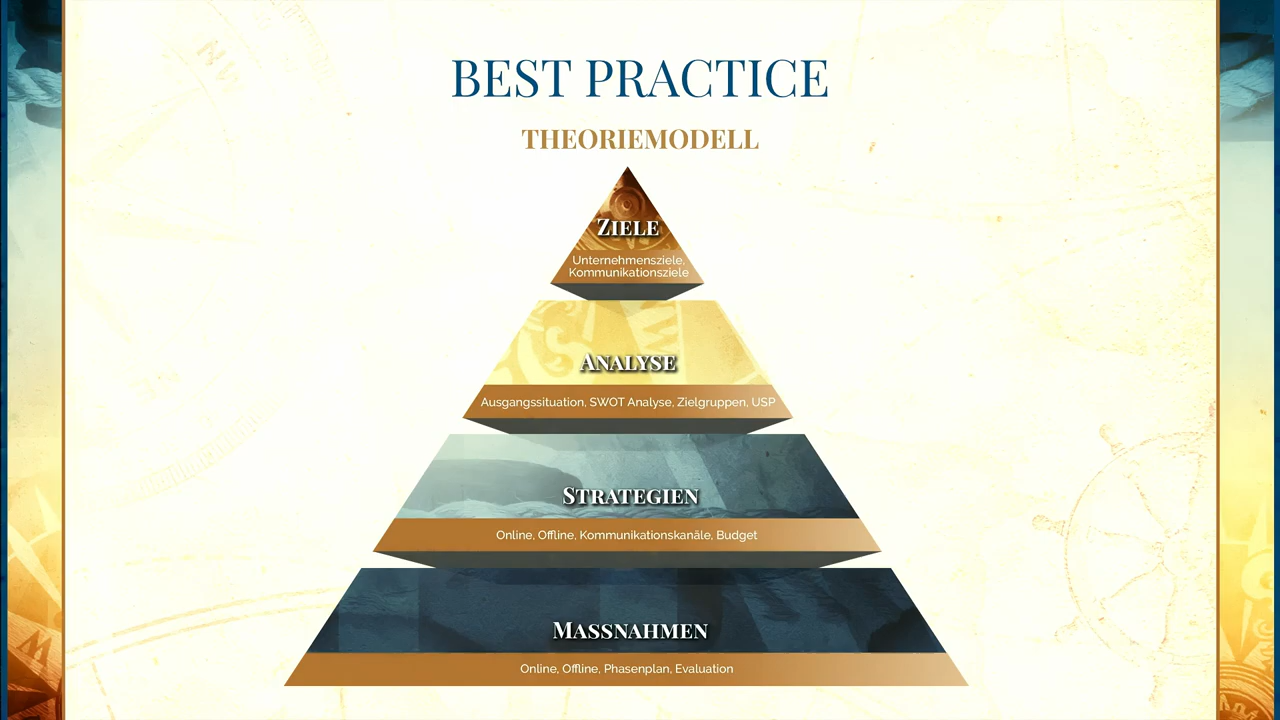 BEST PRACTICE
THEORIEMODELL
ZIELE
Unternehmensziele,
Kommunikationsziele
ANALYSE
Ausgangssituation, SWOT Analyse, Zielgruppen, USP
STRATEGIEN
Online, Offline, Kommunikationskanäle, Budget
MASSNAHMEN
Online, Offline, Phasenplan, Evaluation
NW
W